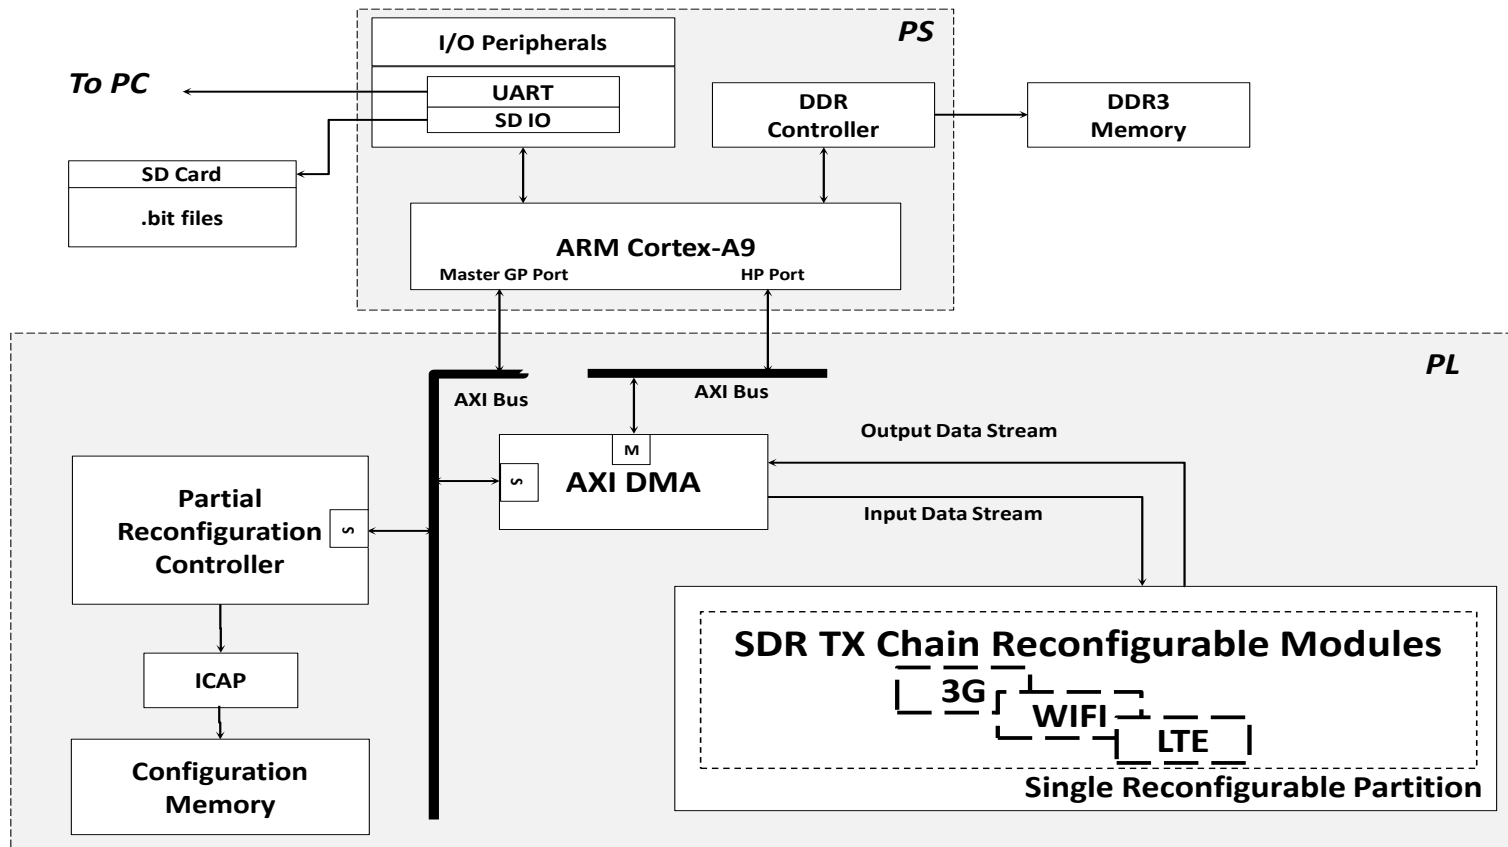 PS
I/O Peripherals
To PC
UART
SD IO
DDR
Controller
DDR3
Memory
SD Card
.bit files
ARM Cortex-A9
Master GP Port
HP Port
PL
AXI Bus
AXI Bus
Output Data Stream
M
S
AXI DMA
Input Data Stream
Partial
Reconfiguration
Controller
S
SDR TX Chain Reconfigurable Modules
3G
WIFI
LTE
Single Reconfigurable Partition
ICAP
Configuration
Memory